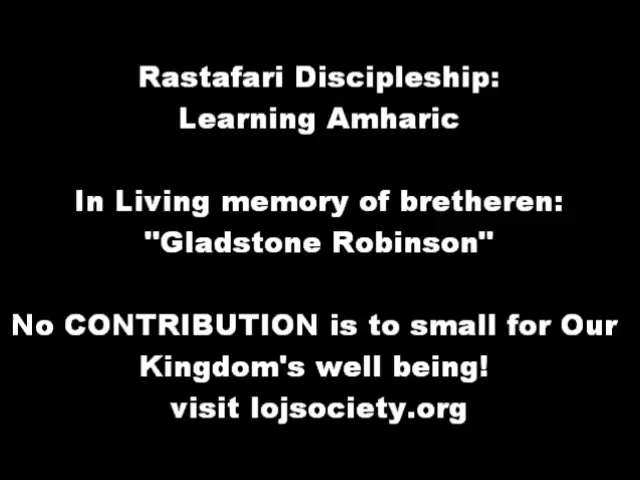 Rastafari Discipleship:
Learning Amharic
In Living memory of bretheren:
"Gladstone Robinson"
No CONTRIBUTION is to small for Our
Kingdom's well being!
visit lojsociety.org